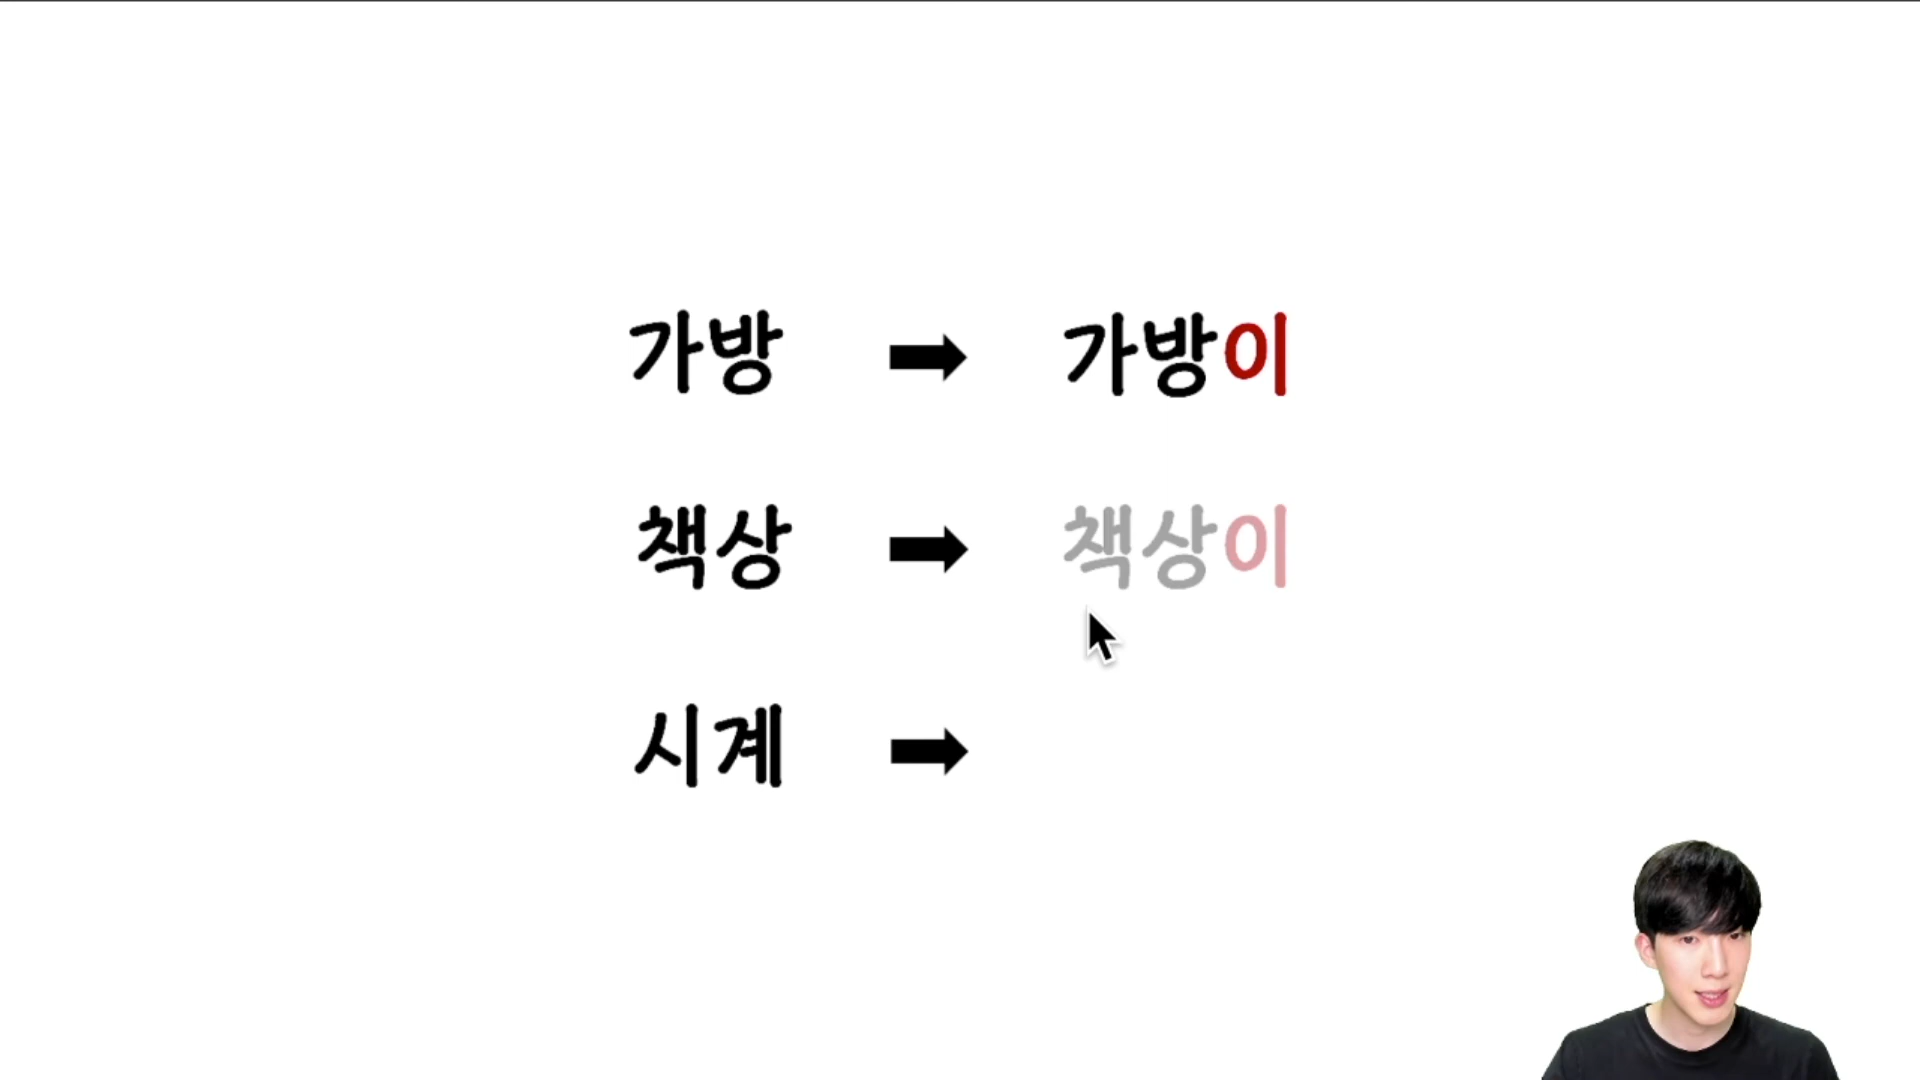 가방 ➡ 가방이
책상 ➡ 책상이
시계 ➡